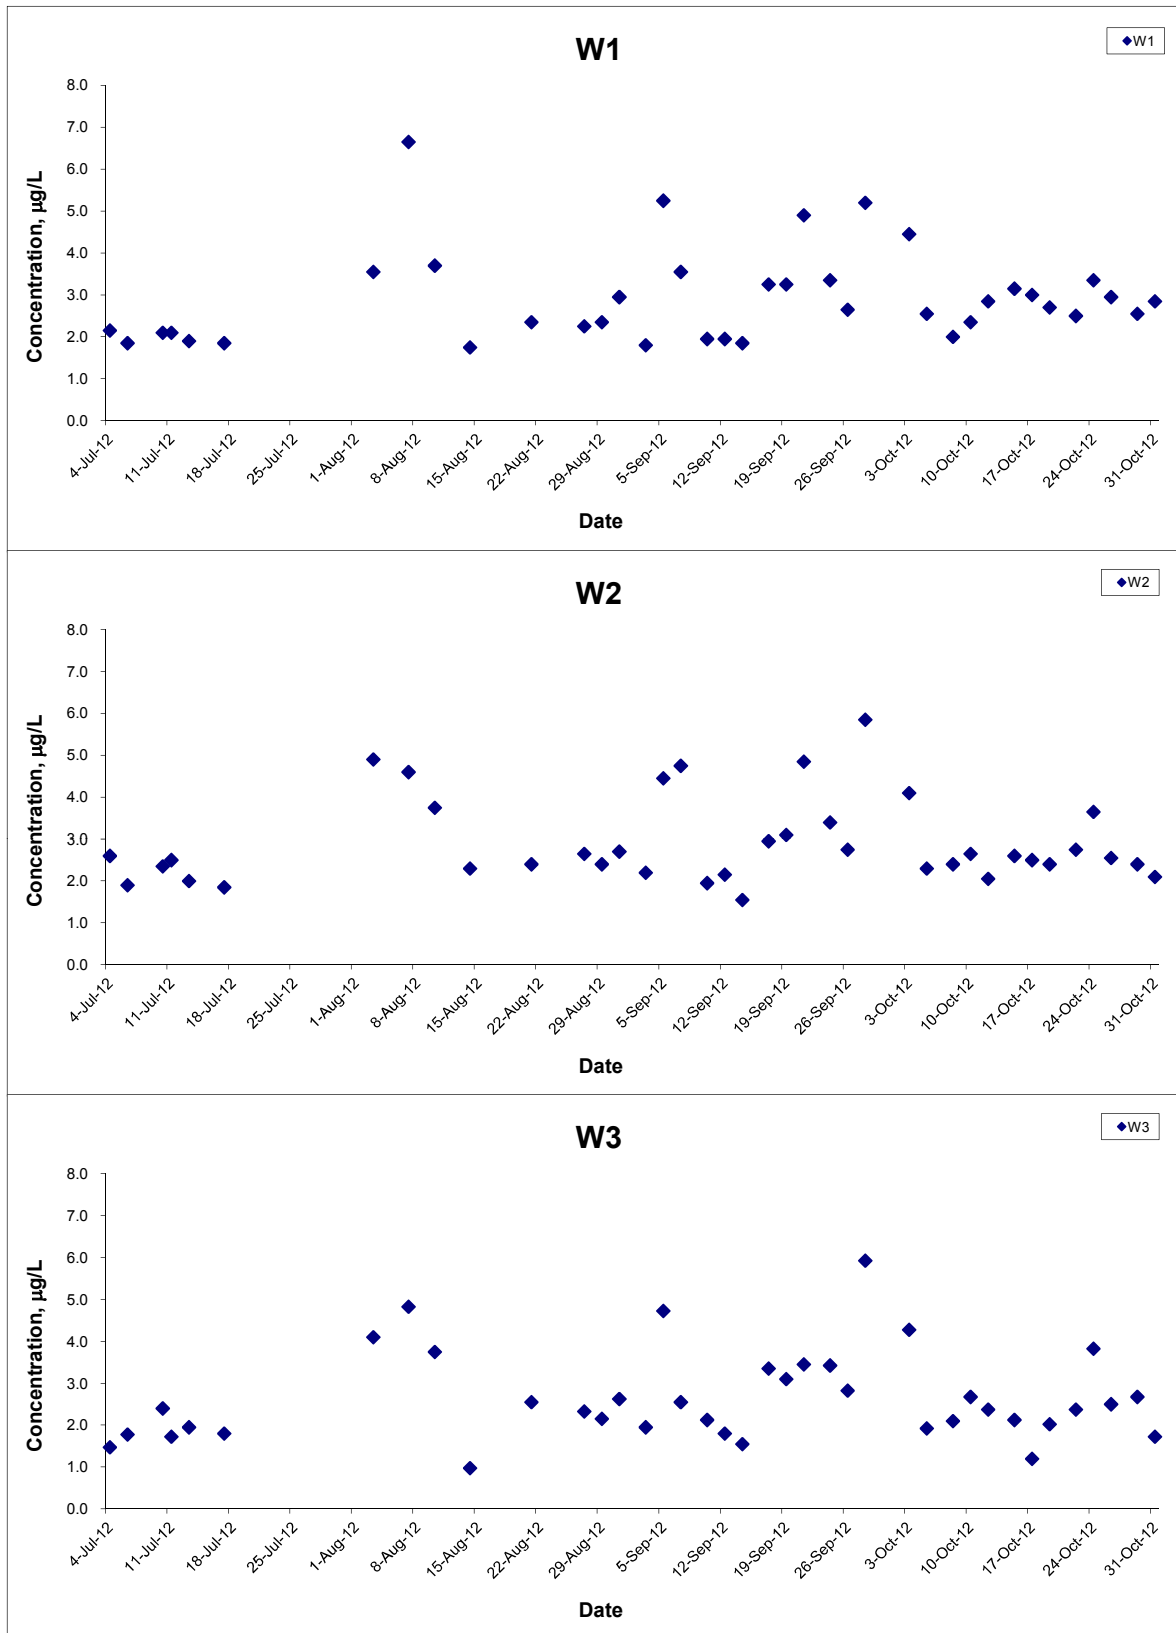 W1
W1
8.0
7.0
6.0
5.0
4.0
3.0
2.0
1.0
0.0
Concentration, µg/L
4-Jul-12
11-Jul-12
18-Jul-12
25-Jul-12
1-Aug-12
8-Aug-12
15-Aug-12
22-Aug-12
29-Aug-12
5-Sep-12
12-Sep-12
19-Sep-12
26-Sep-12
3-Oct-12
10-Oct-12
17-Oct-12
24-Oct-12
31-Oct-12
Date
W2
W2
8.0
7.0
6.0
5.0
4.0
3.0
2.0
1.0
0.0
Concentration, µg/L
4-Jul-12
11-Jul-12
18-Jul-12
25-Jul-12
1-Aug-12
8-Aug-12
15-Aug-12
22-Aug-12
29-Aug-12
5-Sep-12
12-Sep-12
19-Sep-12
26-Sep-12
3-Oct-12
10-Oct-12
17-Oct-12
24-Oct-12
31-Oct-12
Date
W3
W3
8.0
7.0
6.0
5.0
4.0
3.0
2.0
1.0
0.0
Concentration, µg/L
4-Jul-12
11-Jul-12
18-Jul-12
25-Jul-12
1-Aug-12
8-Aug-12
15-Aug-12
22-Aug-12
29-Aug-12
5-Sep-12
12-Sep-12
19-Sep-12
26-Sep-12
3-Oct-12
10-Oct-12
17-Oct-12
24-Oct-12
31-Oct-12
Date